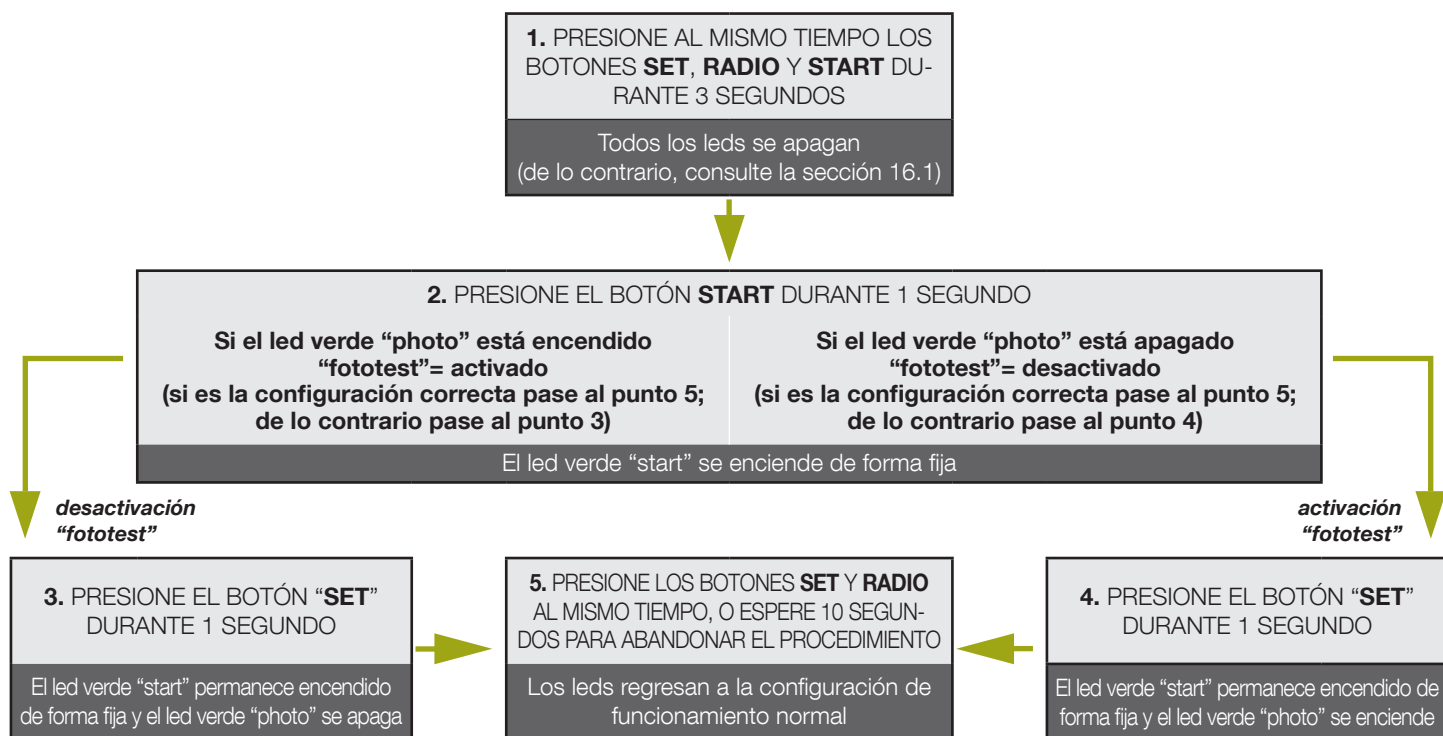 1. PRESIONE AL MISMO TIEMPO LOS
BOTONES SET, RADIO Y START DU-
RANTE 3 SEGUNDOS
Todos los leds se apagan
(de lo contrario, consulte la sección 16.1)
2. PRESIONE EL BOTÓN START DURANTE 1 SEGUNDO
Si el led verde “photo” está encendido
“fototest”= activado
(si es la configuración correcta pase al punto 5;
de lo contrario pase al punto 3)
Si el led verde “photo” está apagado
“fototest”= desactivado
(si es la configuración correcta pase al punto 5;
de lo contrario pase al punto 4)
El led verde “start” se enciende de forma fija
desactivación
“fototest”
activación
“fototest”
3. PRESIONE EL BOTÓN “SET”
DURANTE 1 SEGUNDO
El led verde “start” permanece encendido
de forma fija y el led verde “photo” se apaga
5. PRESIONE LOS BOTONES SET Y RADIO
AL MISMO TIEMPO, O ESPERE 10 SEGUN-
DOS PARA ABANDONAR EL PROCEDIMIENTO
Los leds regresan a la configuración de
funcionamiento normal
4. PRESIONE EL BOTÓN “SET”
DURANTE 1 SEGUNDO
El led verde “start” permanece encendido de
forma fija y el led verde “photo” se enciende